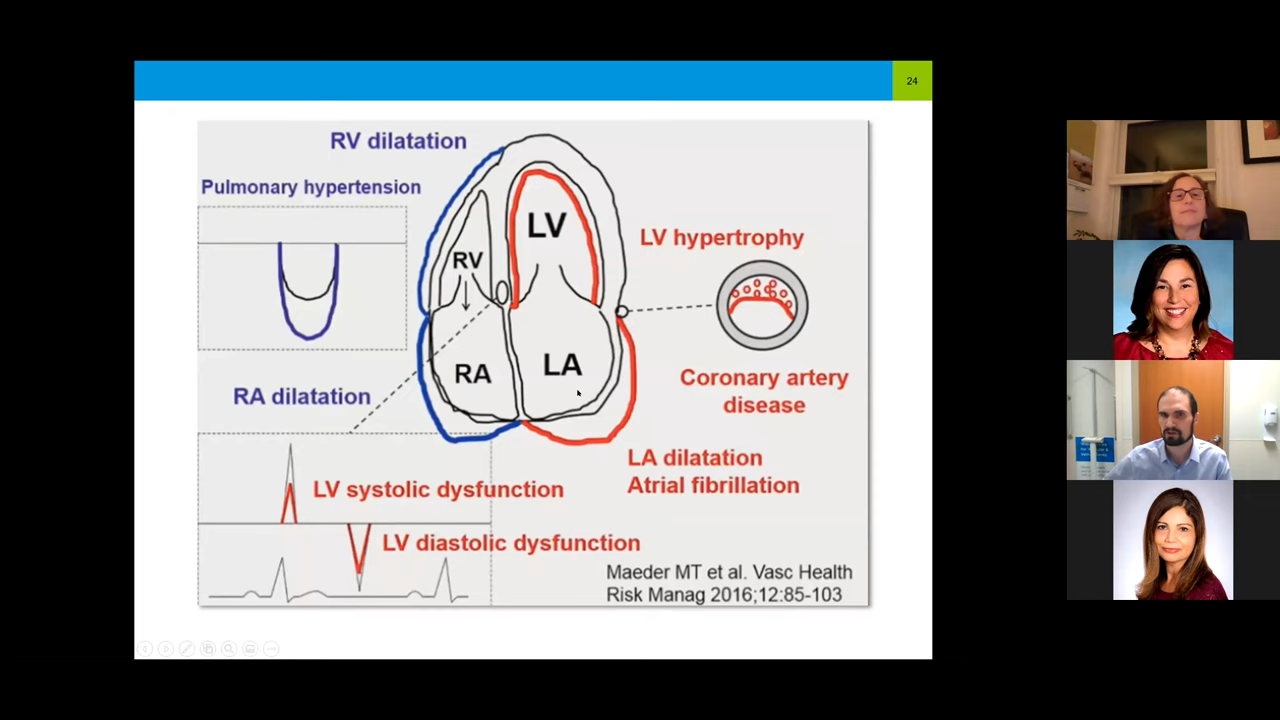 24
RV dilatation
Pulmonary hypertension
LV
RV
LV hypertrophy
RA
LA
Coronary artery
disease
RA dilatation
LA dilatation
Atrial fibrillation
LV systolic dysfunction
LV diastolic dysfunction
Maeder MT et al. Vasc Health
Risk Manag 2016;12:85-103